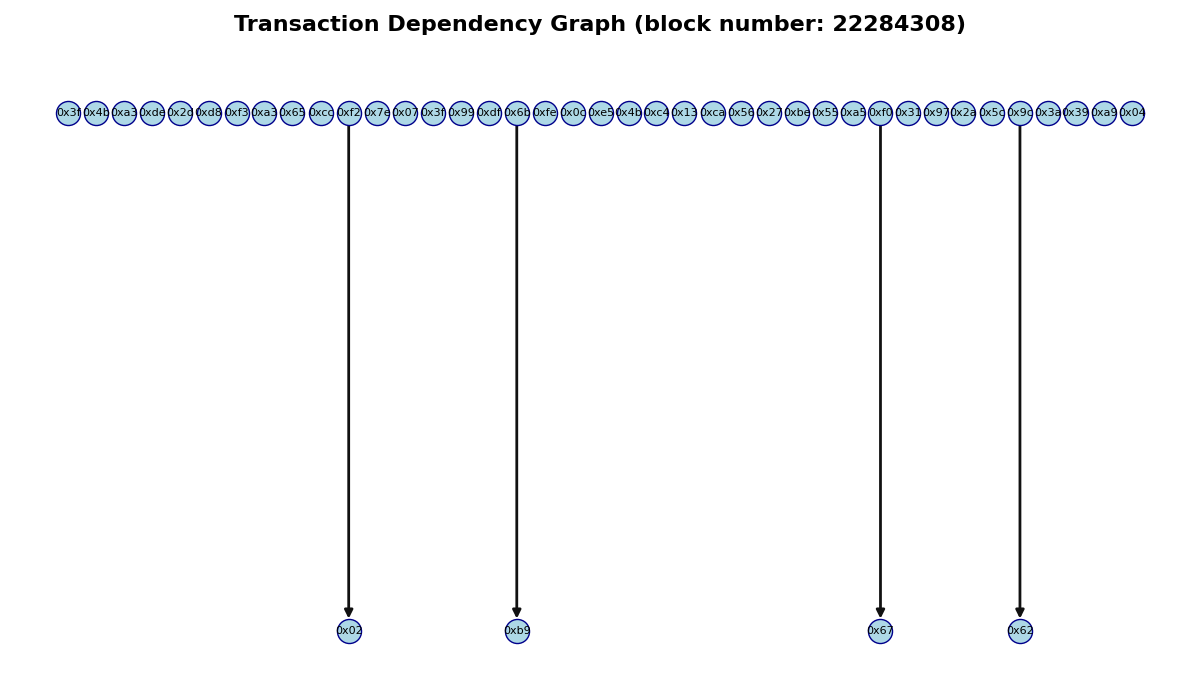 Transaction Dependency Graph (block number: 22284308)
0x3f 0x4b 0xa3 0xde 0x2d 0xd8 0xf3 0xa3 0x65 0xcc 0xf2 0x7e 0x07 0x3f 0x99 0xdf 0x6b 0xfe 0x0c 0xe5 0x4b 0xc4 0x13 0xca 0x56 0x27 0xbe 0x55 0xa5 0xf0 0x31 0x97 0x2a 0x5c 0x9c 0x3a 0x39 0xa9 0x04
0x02 0xb9 0x67 0x62